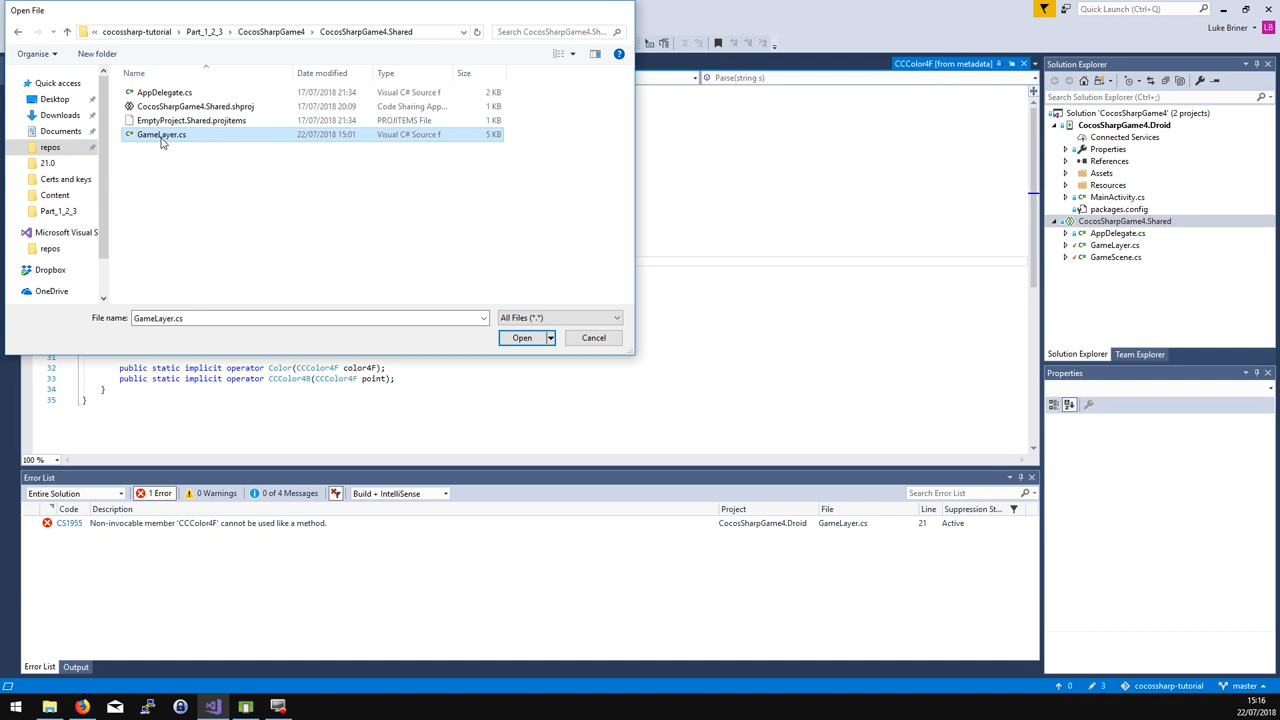 Open File
Quick Launch (Ctrl+;)
Luke Briner
LB
cocossharp-tutorial
Part_1_2_3
CocosSharpGame4
CocosSharpGame4.Shared
Search CocosSharpGame4.Sh...
Organise
New folder
Name
Date modified
Type
Size
Quick access
Desktop
Downloads
Documents
repos
21.0
Certs and keys
Content
Part_1_2_3
Microsoft Visual S
repos
Dropbox
OneDrive
AppDelegate.cs
17/07/2018 21:34
Visual C# Source f
2 KB
CocosSharpGame4.Shared.shproj
Code Sharing App...
1 KB
EmptyProject.Shared.projitems
PROJITEMS File
1 KB
GameLayer.cs
22/07/2018 15:01
Visual C# Source f
5 KB
File name:
GameLayer.cs
All Files (*.*)
Open
Cancel
CCColor4F [from metadata]
Parse(string s)
31
32 public static implicit operator Color(CCColor4F color4F);
33 public static implicit operator CCColor4B(CCColor4F point);
34 }
35 }
100 %
Solution Explorer
Search Solution Explorer (Ctrl+;)
Solution 'CocosSharpGame4' (2 projects)
CocosSharpGame4.Droid
Connected Services
Properties
References
Assets
Resources
MainActivity.cs
packages.config
CocosSharpGame4.Shared
AppDelegate.cs
GameLayer.cs
GameScene.cs
Solution Explorer
Team Explorer
Properties
Error List
Entire Solution
1 Error
0 Warnings
0 of 4 Messages
Build + IntelliSense
Search Error List
Code
Description
Project
File
Line
Suppression St...
CS1955
Non-invocable member 'CCColor4F' cannot be used like a method.
CocosSharpGame4.Droid
GameLayer.cs
21
Active
Error List
Output
0
3
cocossharp-tutorial
master
15:16
22/07/2018